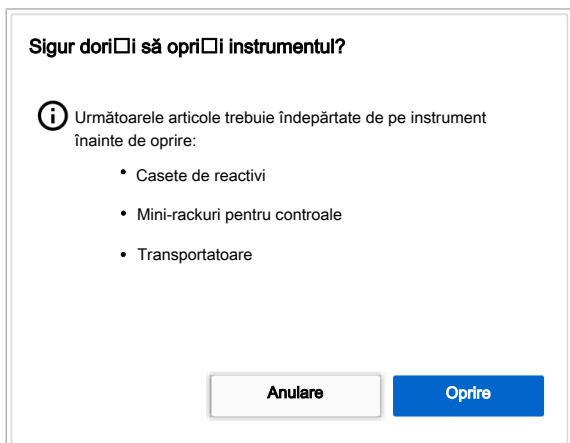 Sigur dori□i să opri□i instrumentul?
Următoarele articole trebuie îndepărtate de pe instrument
înainte de oprire:
• Casete de reactivi
• Mini-rackuri pentru controale
• Transportatoare
Anulare
Oprire